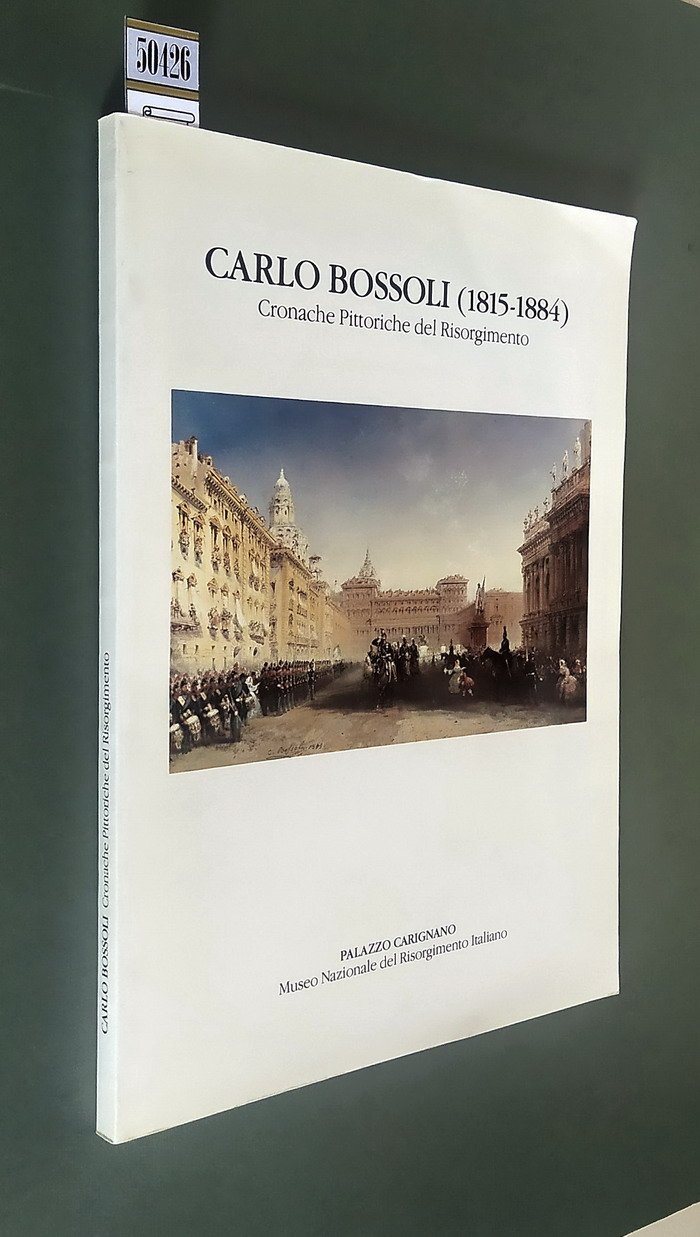 50426
CARLO BOSSOLI (1815-1884)
Cronache Pittoriche del Risorgimento
PALAZZO CARIGNANO
Museo Nazionale del Risorgimento Italiano
CARLO BOSSOLI Cronache Pittoriche del Risorgimento